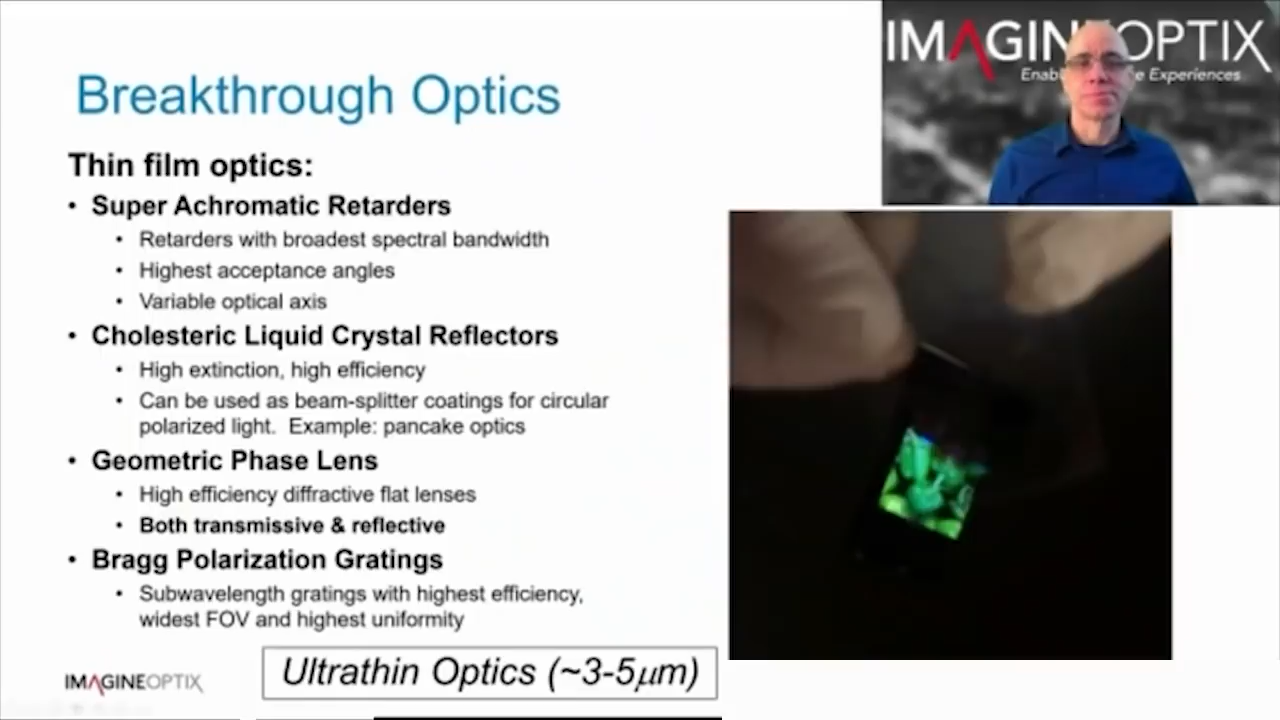 IMAGINEOPTIX
Experiences
Breakthrough Optics
Thin film optics:
• Super Achromatic Retarders
• Retarders with broadest spectral bandwidth
• Highest acceptance angles
• Variable optical axis
• Cholesteric Liquid Crystal Reflectors
• High extinction, high efficiency
• Can be used as beam-splitter coatings for circular
polarized light. Example: pancake optics
• Geometric Phase Lens
• High efficiency diffractive flat lenses
• Both transmissive & reflective
• Bragg Polarization Gratings
• Subwavelength gratings with highest efficiency,
widest FOV and highest uniformity
IMAGINEOPTIX
Ultrathin Optics (~3-5μm)